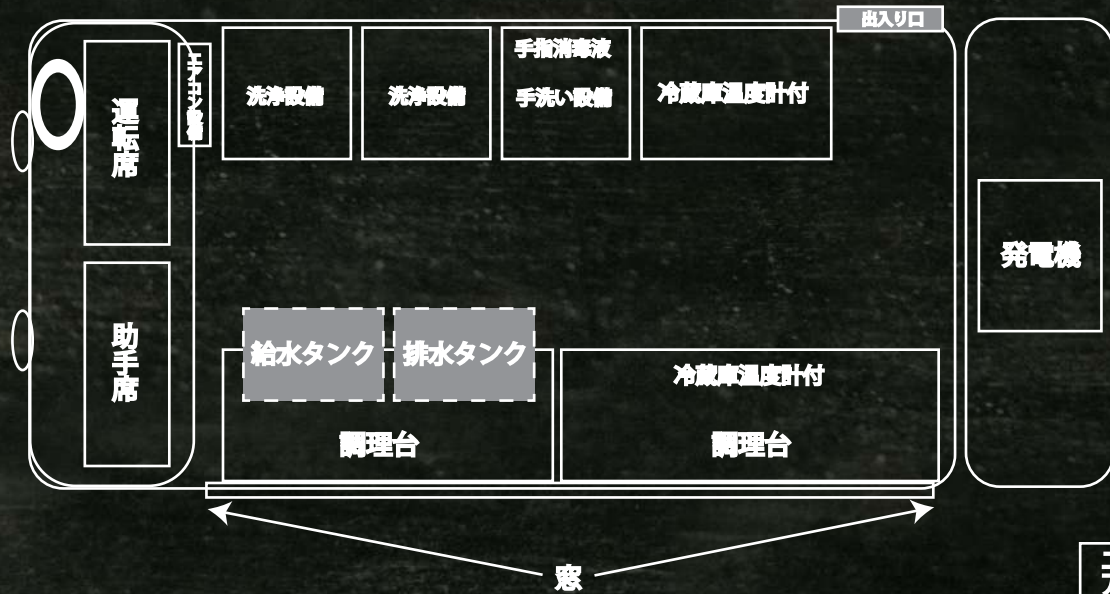 出入り口
エアコン設備
運転席
洗浄設備
洗浄設備
手指消毒液
手洗い設備
冷蔵庫温度計付
発電機
助手席
給水タンク
排水タンク
冷蔵庫温度計付
調理台
調理台
窓